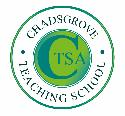 CHADSGROVE
C TSA
• TEACHING SCHOOL •